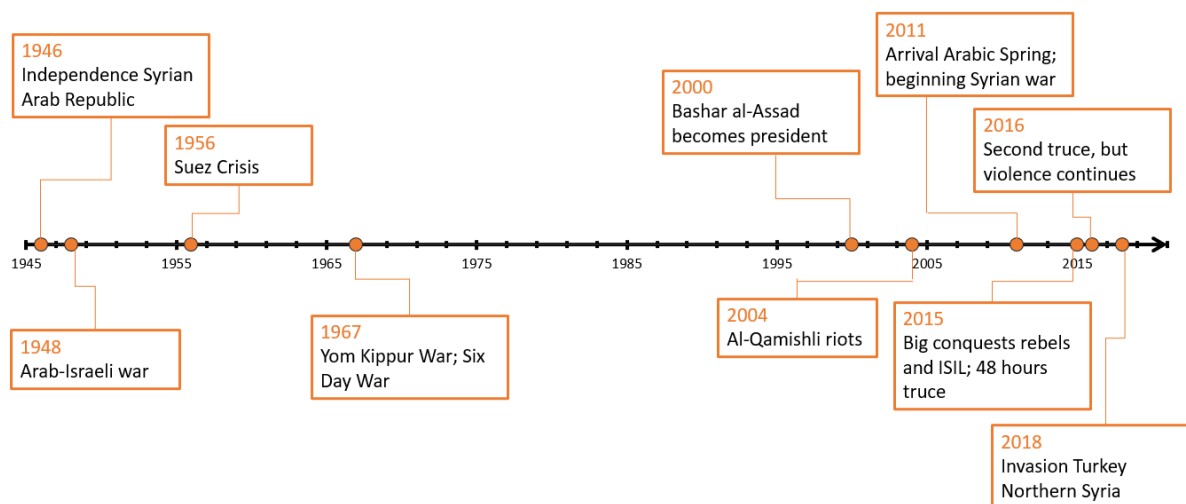 1946
Independence Syrian
Arab Republic
1956
Suez Crisis
2000
Bashar al-Assad
becomes president
2011
Arrival Arabic Spring;
beginning Syrian war
2016
Second truce, but
violence continues
1945
1955
1965
1975
1985
1995
2005
2015
1948
Arab-Israeli war
1967
Yom Kippur War; Six
Day War
2004
Al-Qamishli riots
2015
Big conquests rebels
and ISIL; 48 hours
truce
2018
Invasion Turkey
Northern Syria